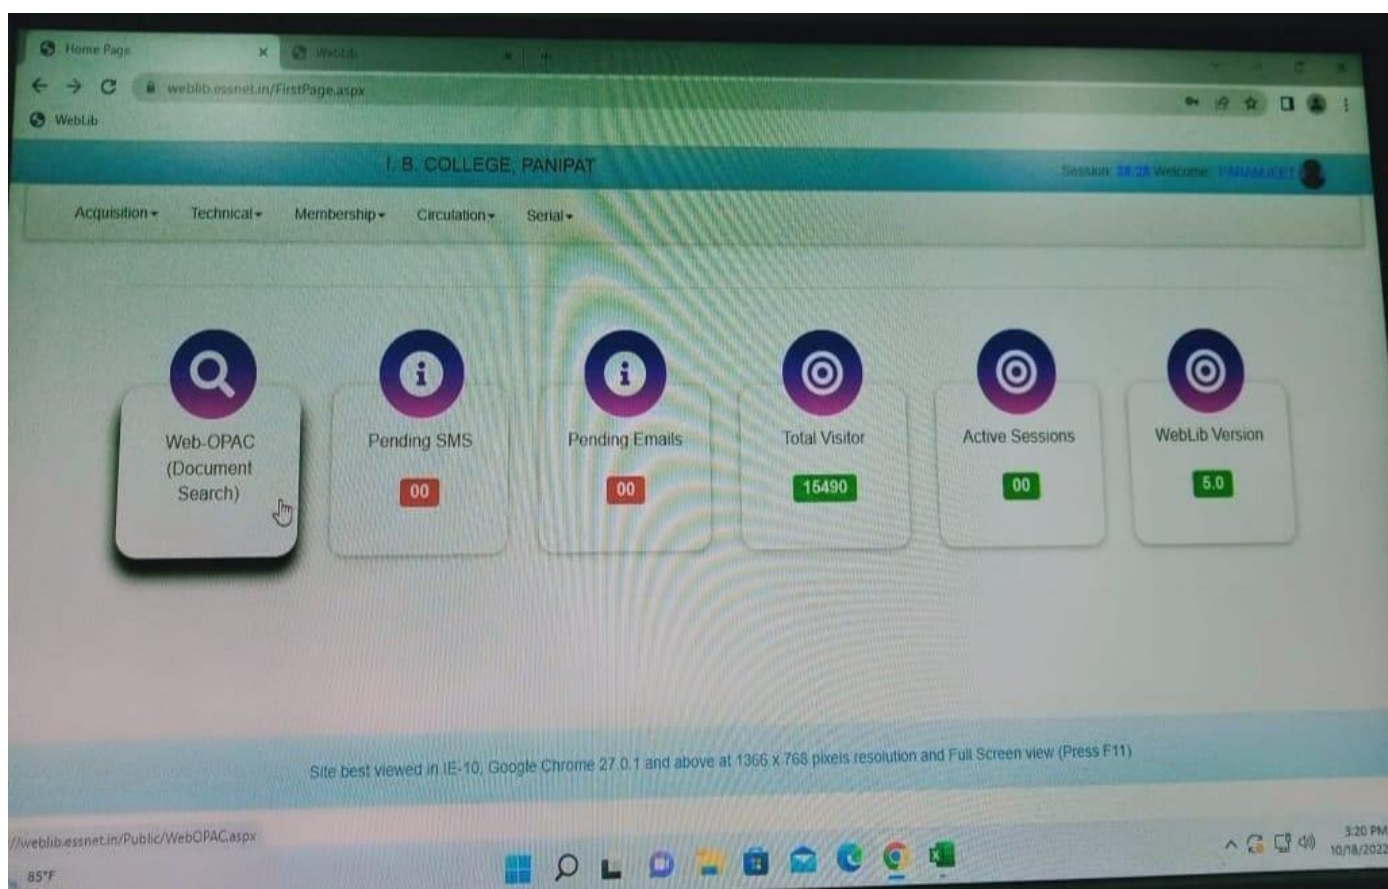 Home Page
WebLib
weblib.essnet.in/FirstPage.aspx
WebLib
I. B. COLLEGE, PANIPAT
Session: 28:28 Welcome: PARAMJEET
Acquisition Technical Membership Circulation Serial
Web-OPAC
(Document
Search)
Pending SMS
00
Pending Emails
00
Total Visitor
15490
Active Sessions
00
WebLib Version
5.0
Site best viewed in IE-10, Google Chrome 27.0.1 and above at 1366 x 768 pixels resolution and Full Screen view (Press F11)
//weblib.essnet.in/Public/WebOPAC.aspx
85°F
3:20 PM
10/18/2022